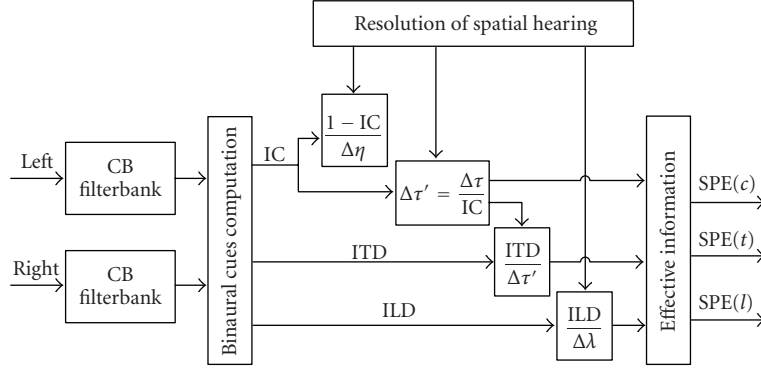 Resolution of spatial hearing
1 − IC
Δη
Left
CB
filterbank
Binaural cues computation
IC
Δτ′ = Δτ
IC
Effective information
SPE(c)
Right
CB
filterbank
ITD
ITD
Δτ′
SPE(t)
ILD
ILD
Δλ
SPE(l)